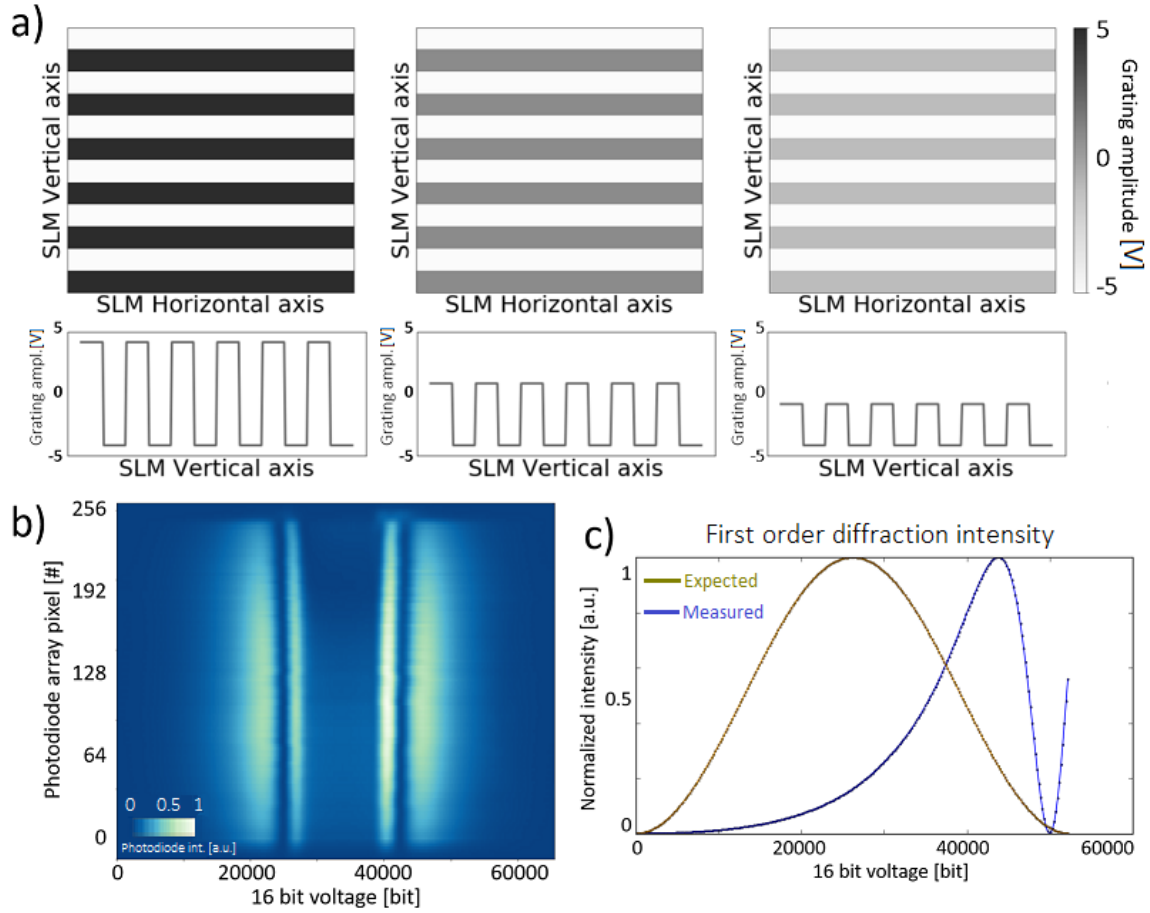 a)
SLM Vertical axis
SLM Horizontal axis
SLM Vertical axis
SLM Horizontal axis
SLM Vertical axis
SLM Horizontal axis
5
0
-5
Grating amplitude [V]
Grating ampl.[V]
5
0
-5
SLM Vertical axis
Grating ampl.[V]
5
0
-5
SLM Vertical axis
Grating ampl.[V]
5
0
-5
SLM Vertical axis
b)
Photodiode array pixel [#]
256
192
128
64
0
0 0.5 1
Photodiode int. [a.u.]
0 20000 40000 60000
16 bit voltage [bit]
c)
First order diffraction intensity
Normalized intensity [a.u.]
1
0.5
0
Expected
Measured
0 20000 40000 60000
16 bit voltage [bit]